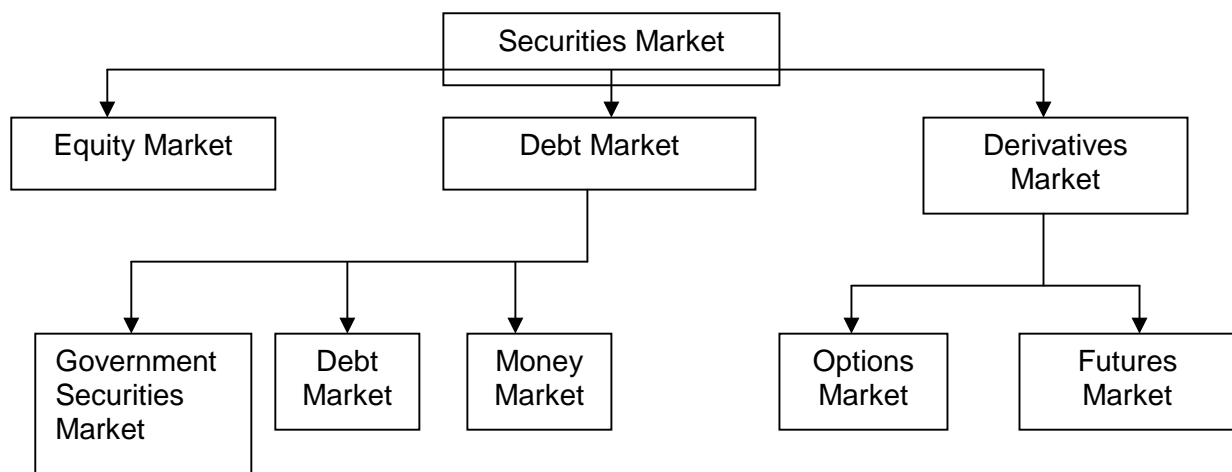 Securities Market
Equity Market
Debt Market
Derivatives
Market
Government
Securities
Market
Debt
Market
Money
Market
Options
Market
Futures
Market